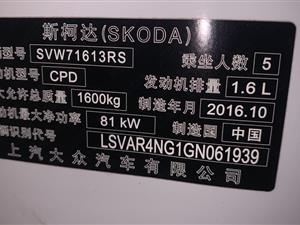 斯柯达(SKODA)
型号 SVW71613RS 乘坐人数 5
动机型号 CPD 发动机排量 1.6 L
大允许总质量 1600kg 制造年月 2016.10
机最大净功率 81 kW 制造国 中国
辆识别代号 LSVAR4NG1GN061939
上汽大众汽车有限公司